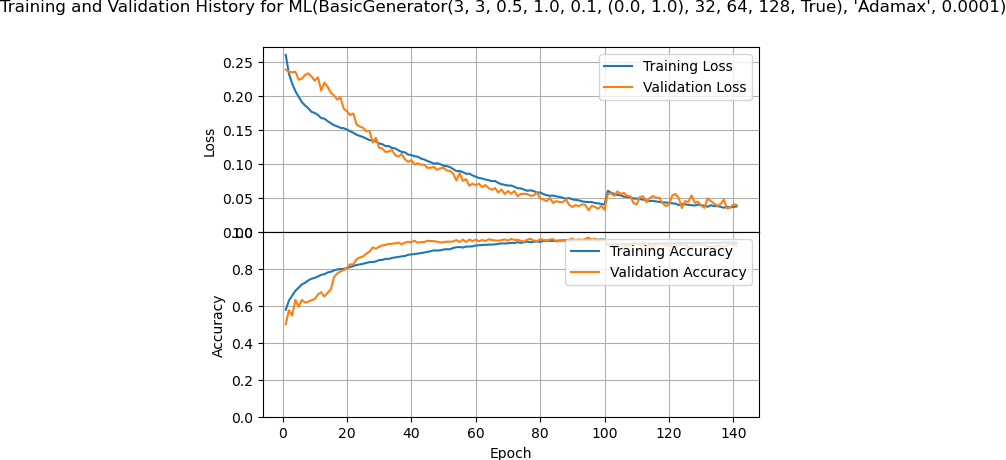 Training and Validation History for ML(BasicGenerator(3, 3, 0.5, 1.0, 0.1, (0.0, 1.0), 32, 64, 128, True), 'Adamax', 0.0001)
0.25
0.20
0.15
0.10
0.05
0.00
Loss
Training Loss
Validation Loss
1.0
0.8
0.6
0.4
0.2
0.0
Accuracy
Training Accuracy
Validation Accuracy
0 20 40 60 80 100 120 140
Epoch